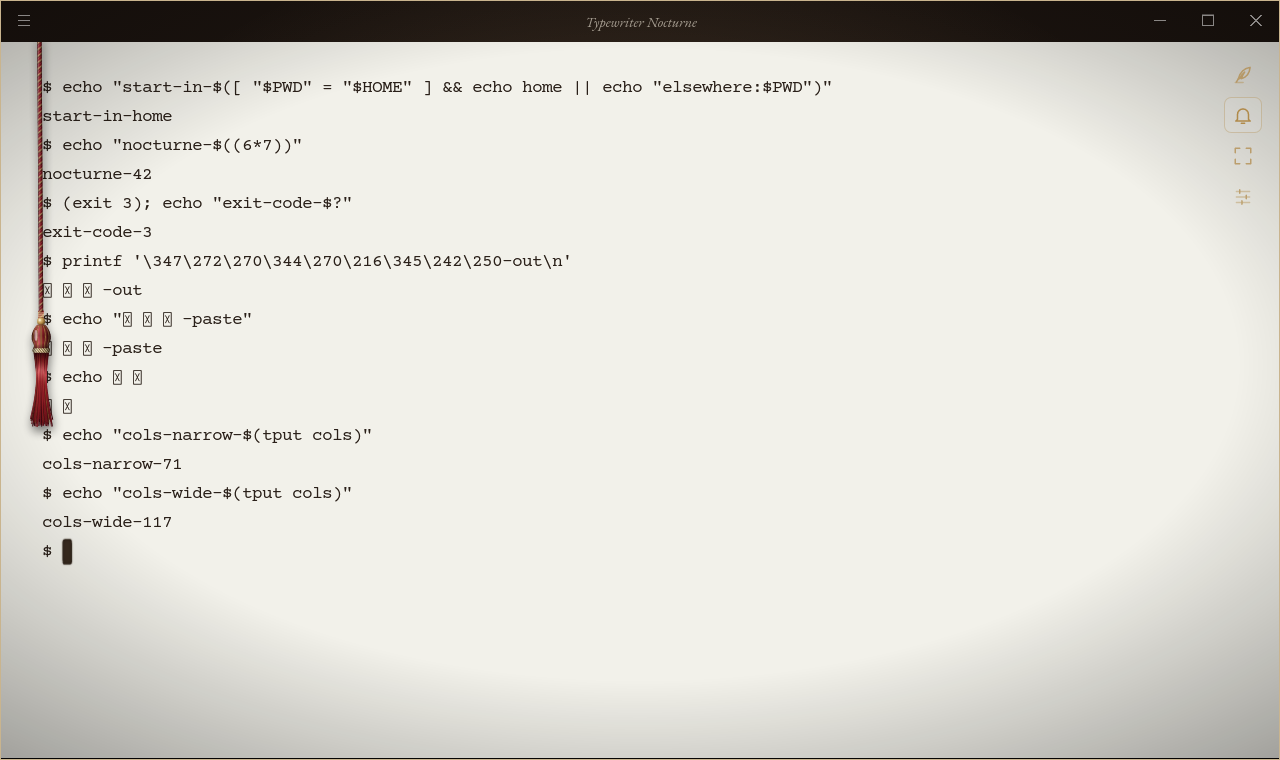 Typewriter Nocturne
$ echo "start-in-$([ "$PWD" = "$HOME" ] && echo home || echo "elsewhere:$PWD")"
start-in-home
$ echo "nocturne-$((6*7))"
nocturne-42
$ (exit 3); echo "exit-code-$?"
exit-code-3
$ printf '\347\272\270\344\270\216\345\242\250-out\n'
-out
$ echo " -paste"
-paste
$ echo
$ echo "cols-narrow-$(tput cols)"
cols-narrow-71
$ echo "cols-wide-$(tput cols)"
cols-wide-117
$